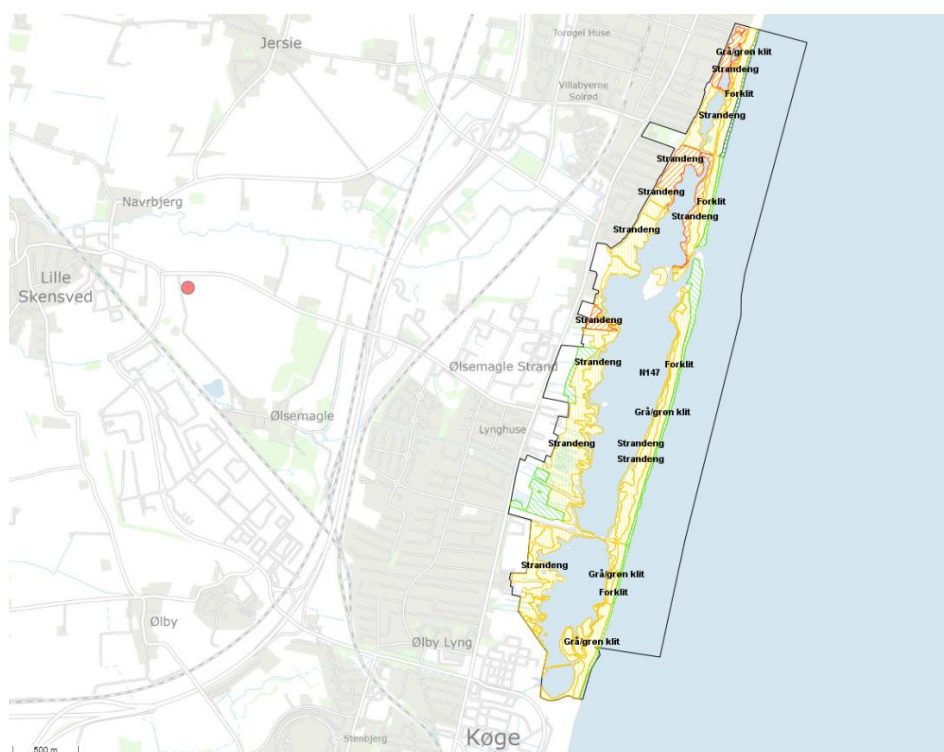 Torøgel Huse
Jersie
Grå/grøn klit
Strandeng
Villabyerne
Solrød
Forklit
Strandeng
Strandeng
Strandeng
Navrbjerg
Forklit
Strandeng
Strandeng
Lille
Skensved
Strandeng
Ølsemagle Strand
Strandeng
Forklit
N147
Ølsemagle
Grå/grøn klit
Lynghuse
Strandeng
Strandeng
Strandeng
Strandeng
Grå/grøn klit
Forklit
Ølby
Ølby Lyng
Grå/grøn klit
Stenbjerg
Køge
500 m